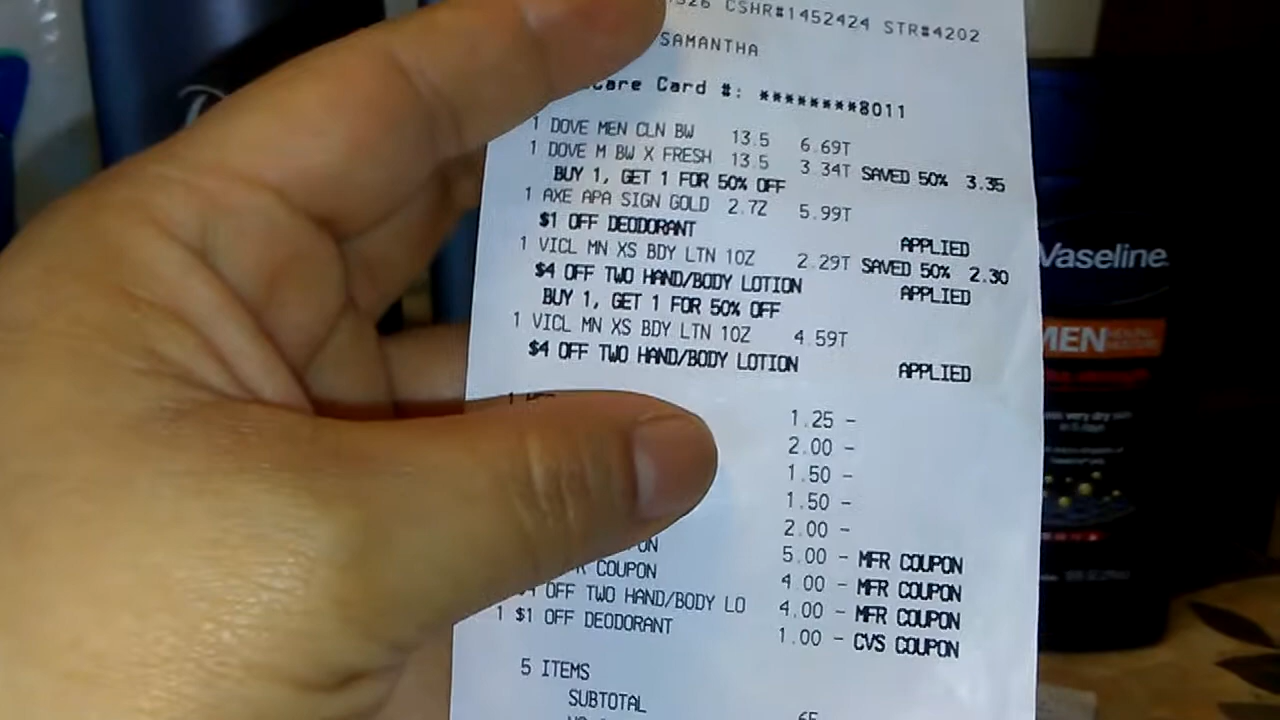 326 CSHR#1452424 STR#4202
SAMANTHA
care Card #: ********8011
1 DOVE MEN CLN BW 13.5 6.69T
1 DOVE M BW X FRESH 13.5 3.34T SAVED 50% 3.35
BUY 1, GET 1 FOR 50% OFF
1 AXE APA SIGN GOLD 2.7Z 5.99T
$1 OFF DEODORANT APPLIED
1 VICL MN XS BDY LTN 10Z 2.29T SAVED 50% 2.30
$4 OFF TWO HAND/BODY LOTION APPLIED
BUY 1, GET 1 FOR 50% OFF
1 VICL MN XS BDY LTN 10Z 4.59T
$4 OFF TWO HAND/BODY LOTION APPLIED
1.25 -
2.00 -
1.50 -
1.50 -
2.00 -
5.00 - MFR COUPON
COUPON 4.00 - MFR COUPON
OFF TWO HAND/BODY LO 4.00 - MFR COUPON
1 $1 OFF DEODORANT 1.00 - CVS COUPON
5 ITEMS
SUBTOTAL
Vaseline
MEN